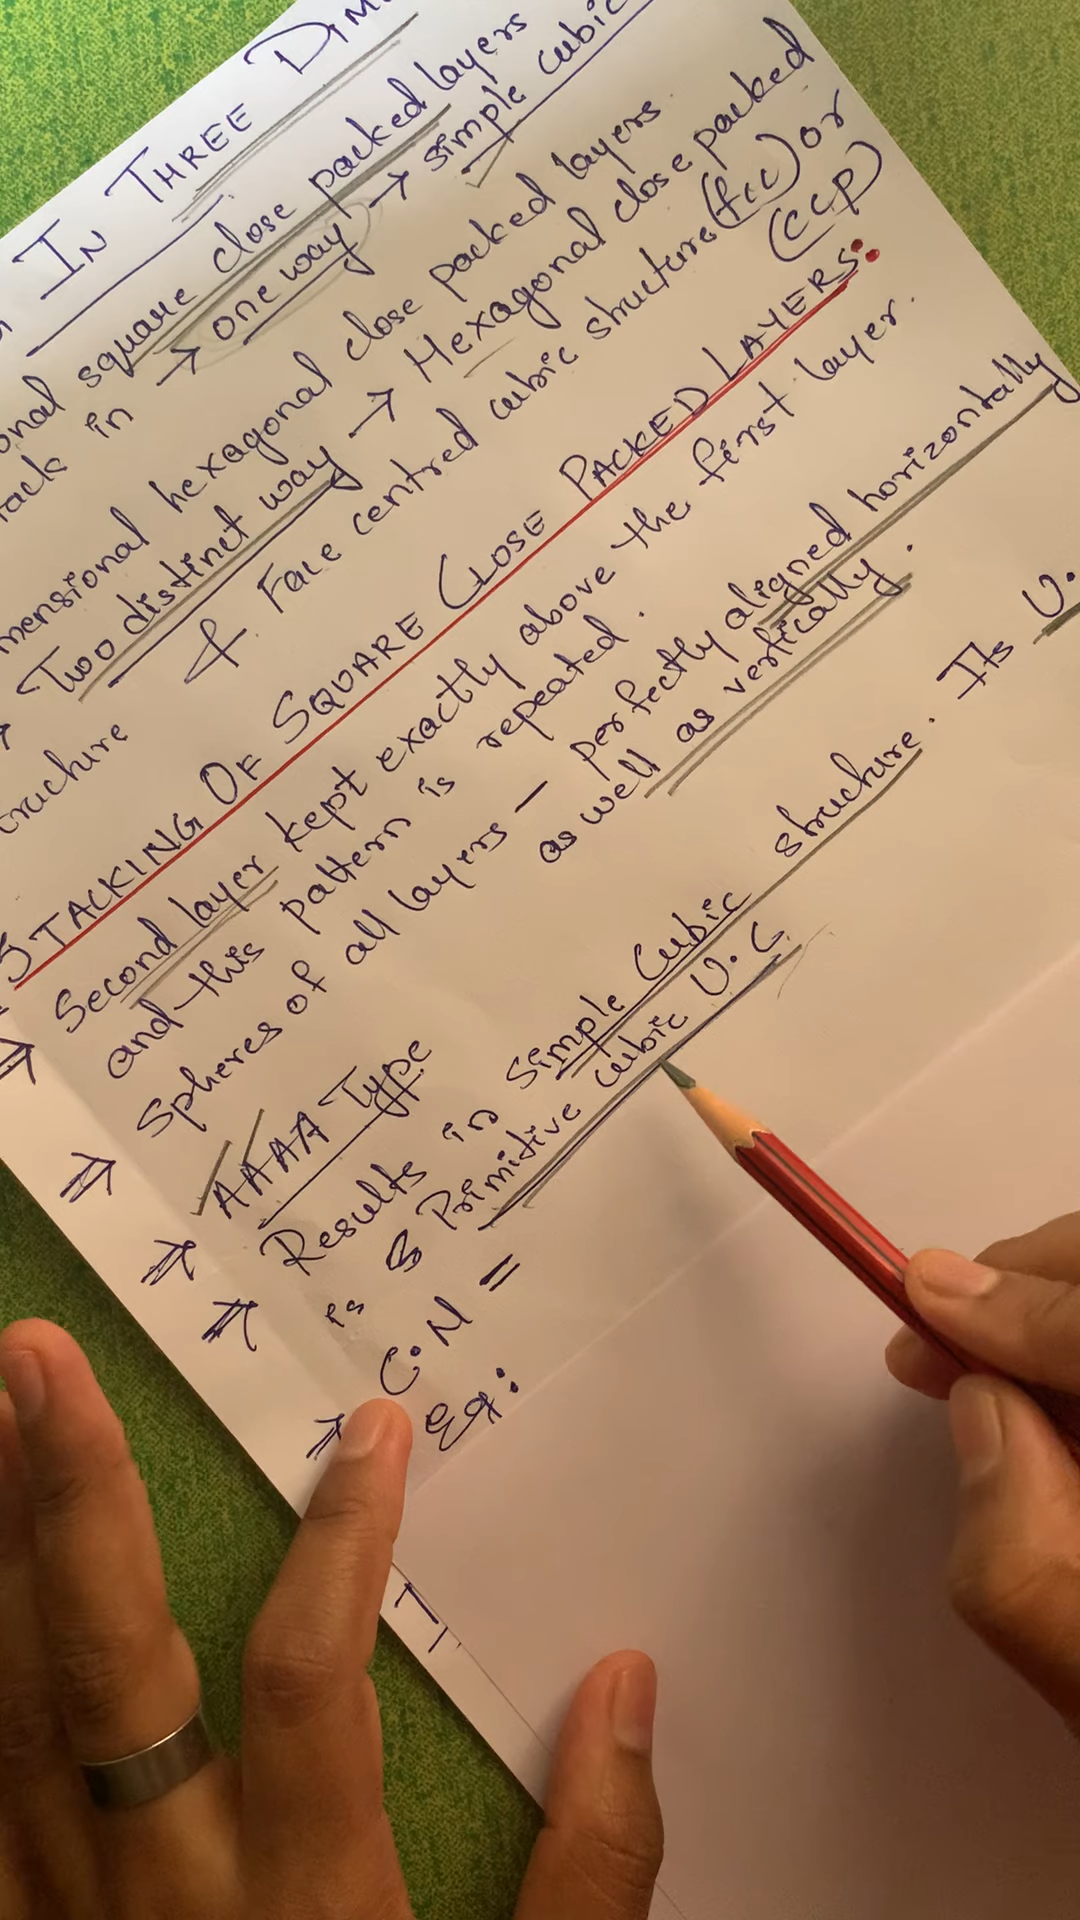 IN THREE DIM
onal square close packed layers
tack in → one way → simple cubic
mensional hexagonal close packed layers.
Two distinct way → Hexagonal close packed
structure & Face centred cubic structure (fcc) or
(ccp)
STACKING OF SQUARE CLOSE PACKED LAYERS:
⇒ Second layer kept exactly above the first layer.
and this pattern is repeated.
⇒ Spheres of all layers – perfectly aligned horizontally
as well as vertically.
⇒ AAAA Type
⇒ Results in simple cubic structure. Its U.
is Primitive cubic U.C.
⇒ C.N =
Eg: